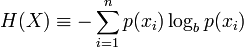 H(X) ≡ − ∑_{i=1}^{n} p(x_i) log_b p(x_i)